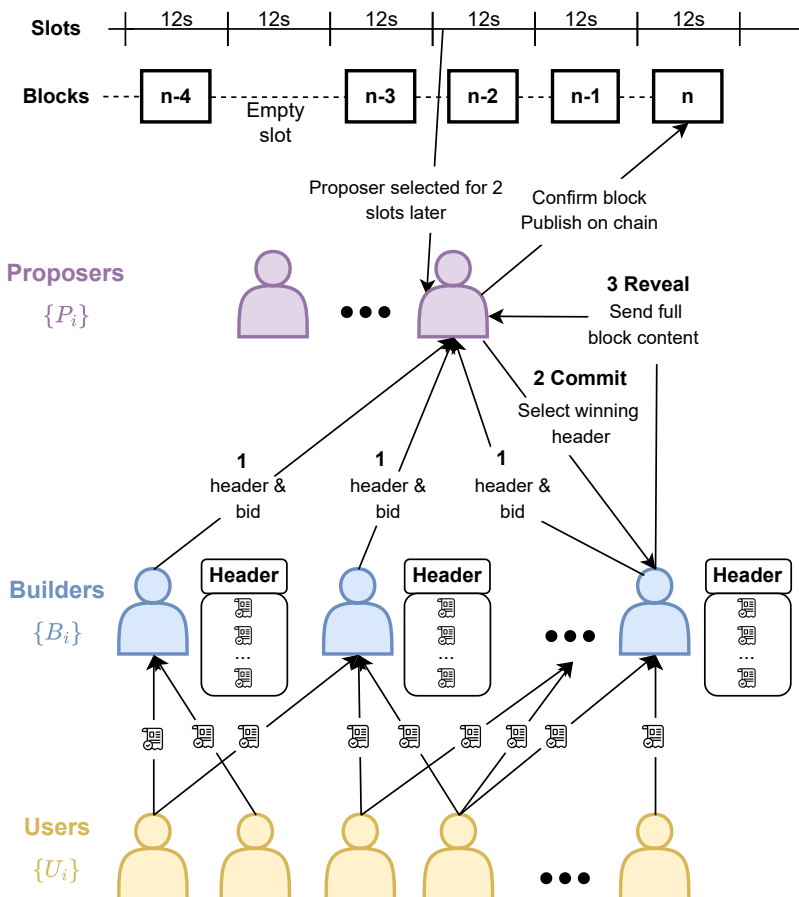 Slots
12s
12s
12s
12s
12s
12s
Blocks
n-4
Empty
slot
n-3
n-2
n-1
n
Proposer selected for 2
slots later
Confirm block
Publish on chain
Proposers
{P_i}
3 Reveal
Send full
block content
2 Commit
Select winning
header
1
header &
bid
1
header &
bid
1
header &
bid
Builders
{B_i}
Header
...
Header
...
Header
...
Users
{U_i}